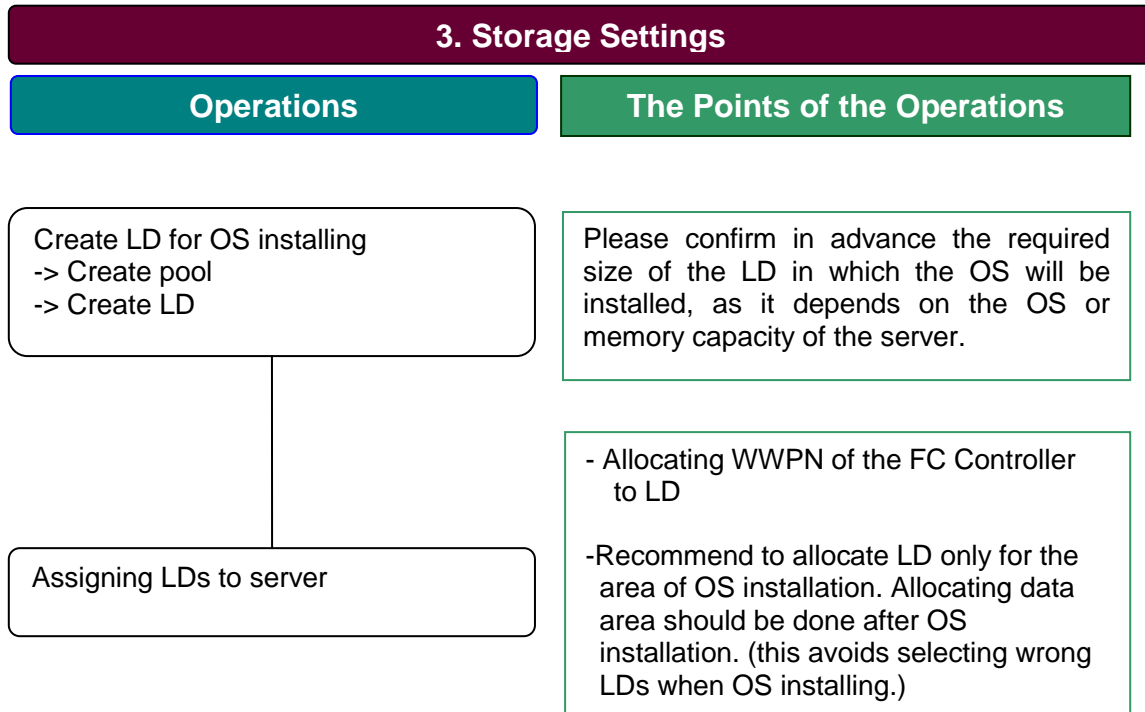 3. Storage Settings
Operations
The Points of the Operations
Create LD for OS installing
-> Create pool
-> Create LD
Please confirm in advance the required
size of the LD in which the OS will be
installed, as it depends on the OS or
memory capacity of the server.
Assigning LDs to server
- Allocating WWPN of the FC Controller
to LD
-Recommend to allocate LD only for the
area of OS installation. Allocating data
area should be done after OS
installation. (this avoids selecting wrong
LDs when OS installing.)